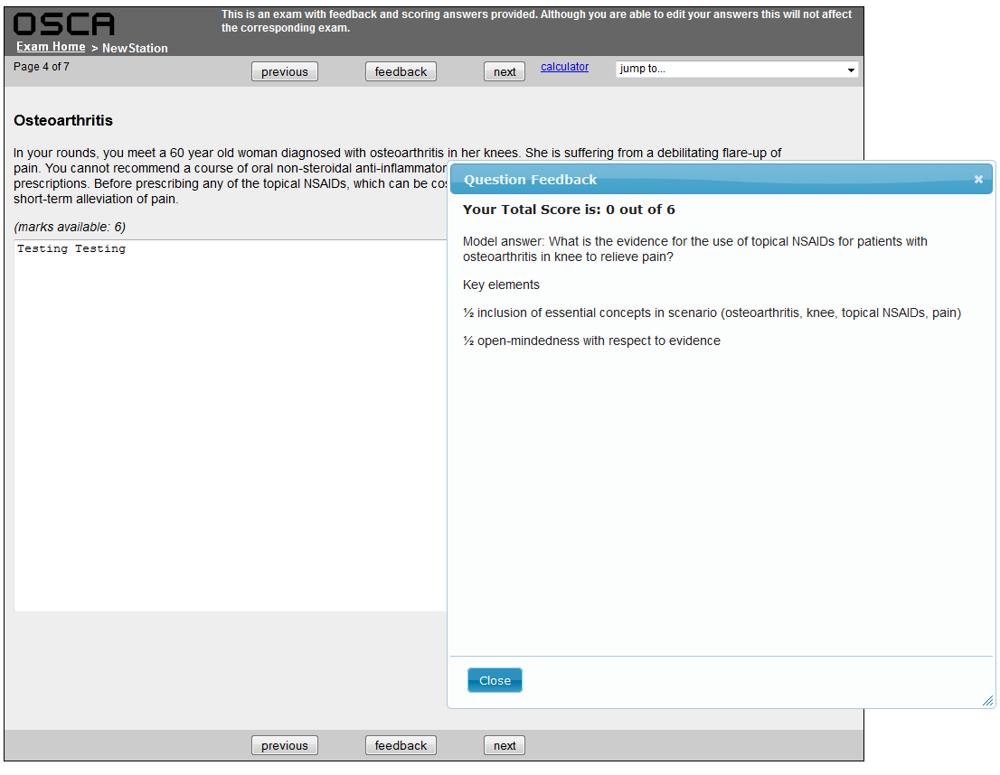 OSCA
This is an exam with feedback and scoring answers provided. Although you are able to edit your answers this will not affect
the corresponding exam.
Exam Home > NewStation
Page 4 of 7
previous
feedback
next
calculator
jump to...
Osteoarthritis
In your rounds, you meet a 60 year old woman diagnosed with osteoarthritis in her knees. She is suffering from a debilitating flare-up of
pain. You cannot recommend a course of oral non-steroidal
prescriptions. Before prescribing any of the topical NSAIDs, which can be
short-term alleviation of pain.
(marks available: 6)
Testing Testing
Question Feedback
Your Total Score is: 0 out of 6
Model answer: What is the evidence for the use of topical NSAIDs for patients with
osteoarthritis in knee to relieve pain?
Key elements
½ inclusion of essential concepts in scenario (osteoarthritis, knee, topical NSAIDs, pain)
½ open-mindedness with respect to evidence
Close
previous
feedback
next